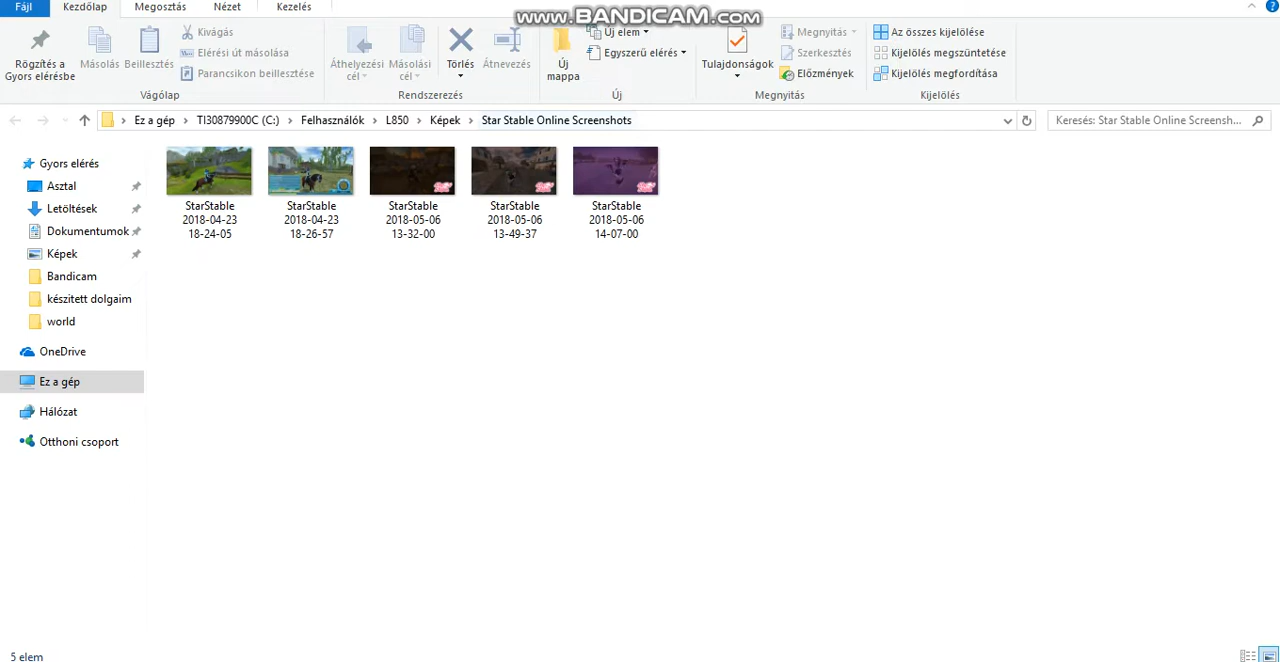 Fájl Kezdőlap Megosztás Nézet Kezelés
www.BANDICAM.com
Rögzítés a Gyors elérésbe
Másolás
Beillesztés
Kivágás
Elérési út másolása
Parancsikon beillesztése
Vágólap
Áthelyezési cél
Másolási cél
Törlés
Átnevezés
Rendszerezés
Új mappa
Új elem
Egyszerű elérés
Új
Tulajdonságok
Megnyitás
Szerkesztés
Előzmények
Megnyitás
Az összes kijelölése
Kijelölés megszüntetése
Kijelölés megfordítása
Kijelölés
Ez a gép › TI30879900C (C:) › Felhasználók › L850 › Képek › Star Stable Online Screenshots
Keresés: Star Stable Online Screensh...
Gyors elérés
Asztal
Letöltések
Dokumentumok
Képek
Bandicam
készitett dolgaim
world
OneDrive
Ez a gép
Hálózat
Otthoni csoport
StarStable 2018-04-23 18-24-05
StarStable 2018-04-23 18-26-57
StarStable 2018-05-06 13-32-00
StarStable 2018-05-06 13-49-37
StarStable 2018-05-06 14-07-00
5 elem